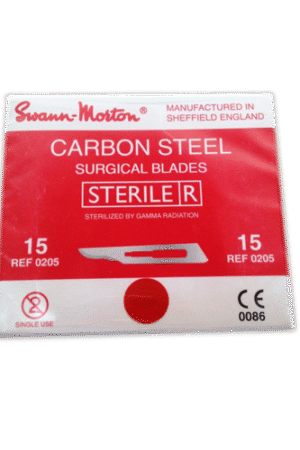 Swann-Morton®
MANUFACTURED IN
SHEFFIELD ENGLAND
CARBON STEEL
SURGICAL BLADES
STERILE R
STERILIZED BY GAMMA RADIATION
15
REF 0205
15
REF 0205
2
SINGLE USE
CE
0086